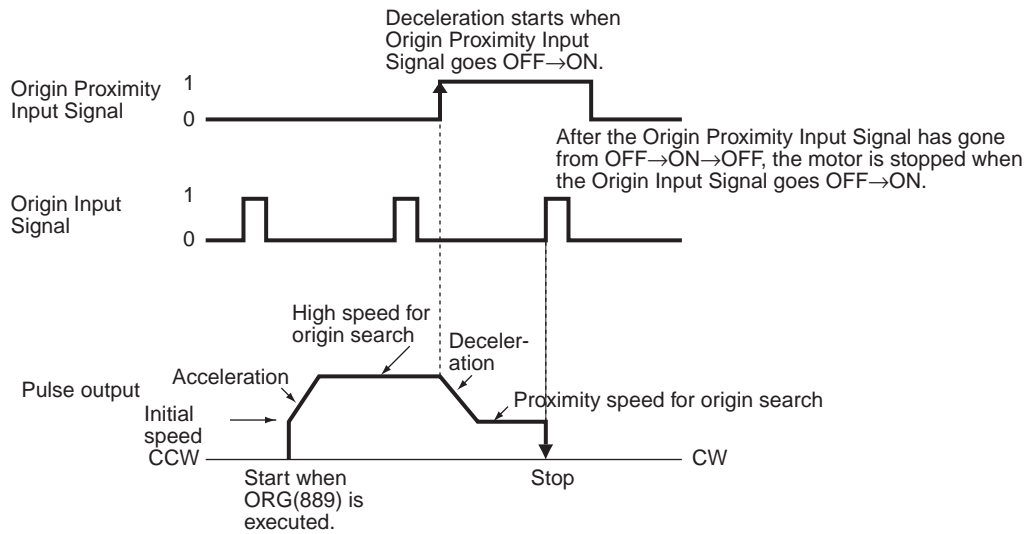 Deceleration starts when
Origin Proximity Input
Signal goes OFF→ON.
Origin Proximity
Input Signal
1
0
After the Origin Proximity Input Signal has gone
from OFF→ON→OFF, the motor is stopped when
the Origin Input Signal goes OFF→ON.
Origin Input
Signal
1
0
High speed for
origin search
Deceler-
ation
Acceleration
Pulse output
Proximity speed for origin search
Initial
speed
CCW
CW
Start when
ORG(889) is
executed.
Stop